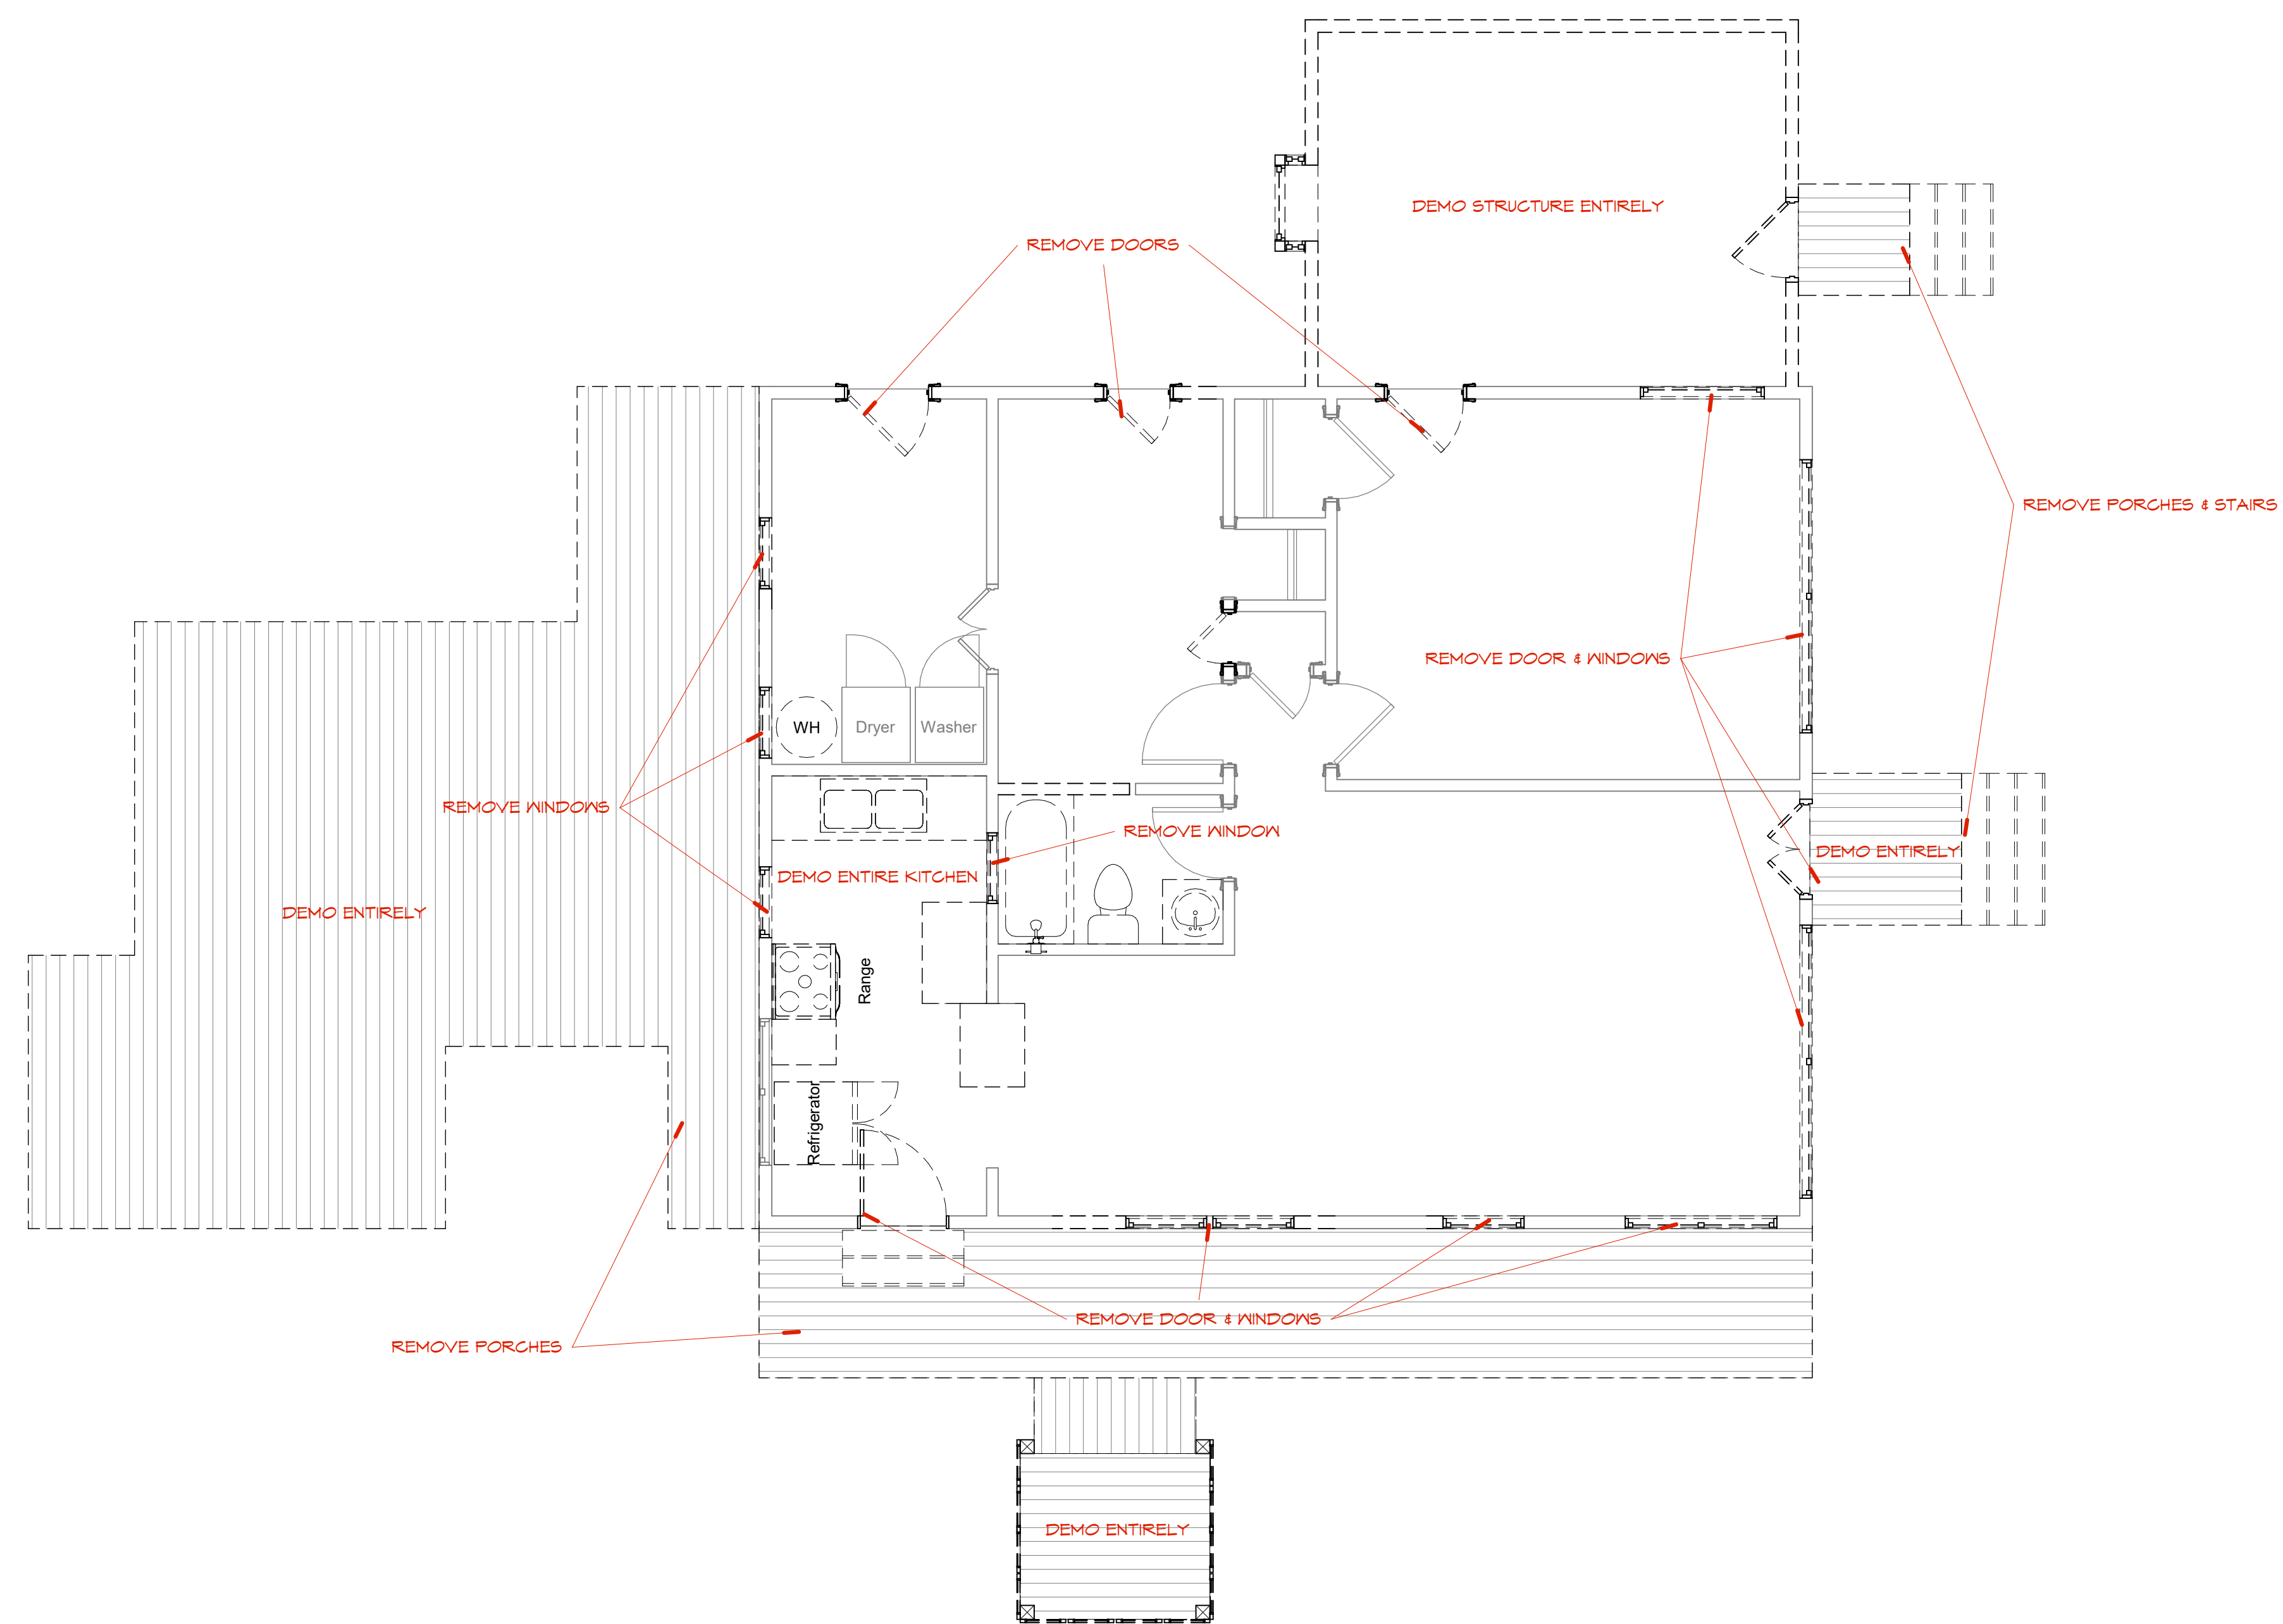 DEMO STRUCTURE ENTIRELY
REMOVE DOORS
REMOVE PORCHES & STAIRS
REMOVE DOOR & WINDOWS
WH
Dryer
Washer
REMOVE WINDOWS
REMOVE WINDOW
DEMO ENTIRELY
DEMO ENTIRE KITCHEN
DEMO ENTIRELY
Range
Refrigerator
REMOVE DOOR & WINDOWS
REMOVE PORCHES
DEMO ENTIRELY